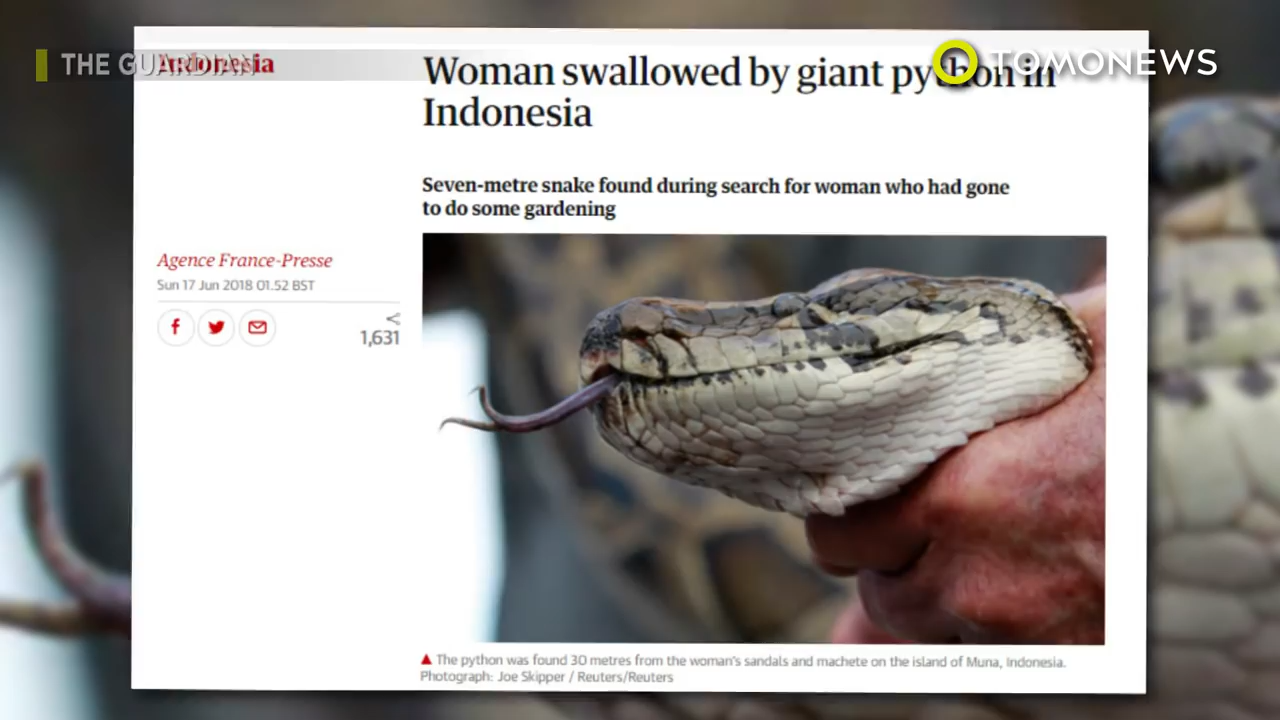 THE GUARDIAN
Indonesia
TOMONEWS
Woman swallowed by giant python in
Indonesia
Seven-metre snake found during search for woman who had gone
to do some gardening
Agence France-Presse
Sun 17 Jun 2018 01.52 BST
1,631
The python was found 30 metres from the woman's sandals and machete on the island of Muna, Indonesia.
Photograph: Joe Skipper / Reuters/Reuters